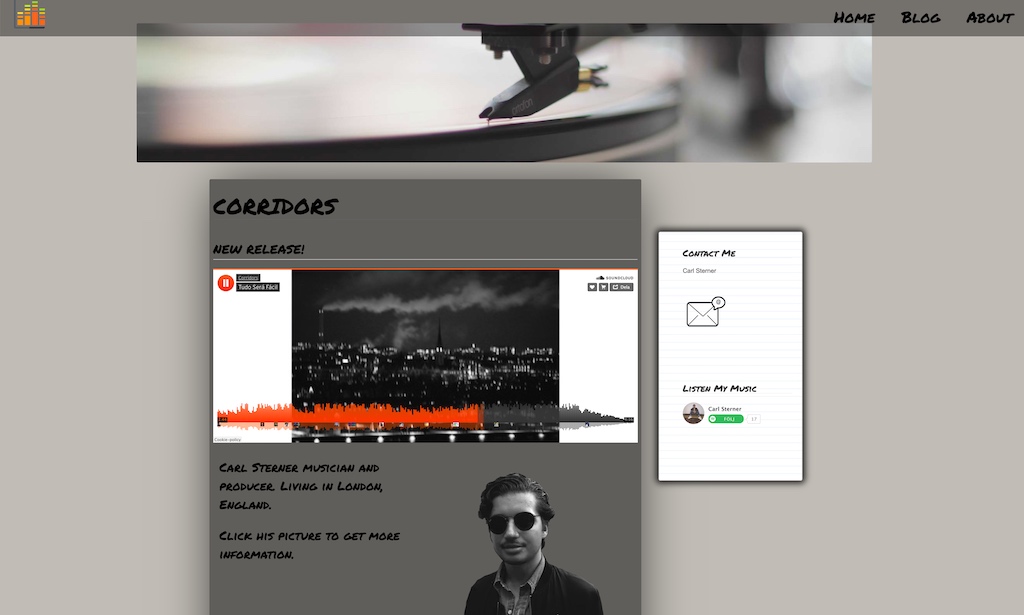 Home Blog About
ortofon
CORRIDORS
NEW RELEASE!
Corridors
SOUNDCLOUD
Tudo Será Fácil
Dela
Cookie policy
Contact Me
Carl Sterner
0
Listen My Music
Carl Sterner
FÖLJ 17
Carl Sterner musician and
producer. Living in London,
England.
Click his picture to get more
information.